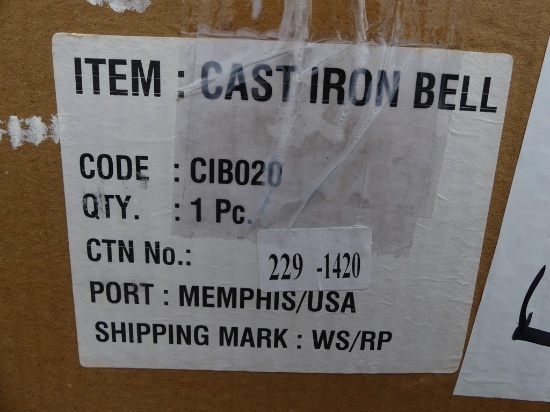 ITEM : CAST IRON BELL
CODE : CIB020
QTY. : 1 Pc.
CTN No.: 229 -1420
PORT : MEMPHIS/USA
SHIPPING MARK : WS/RP